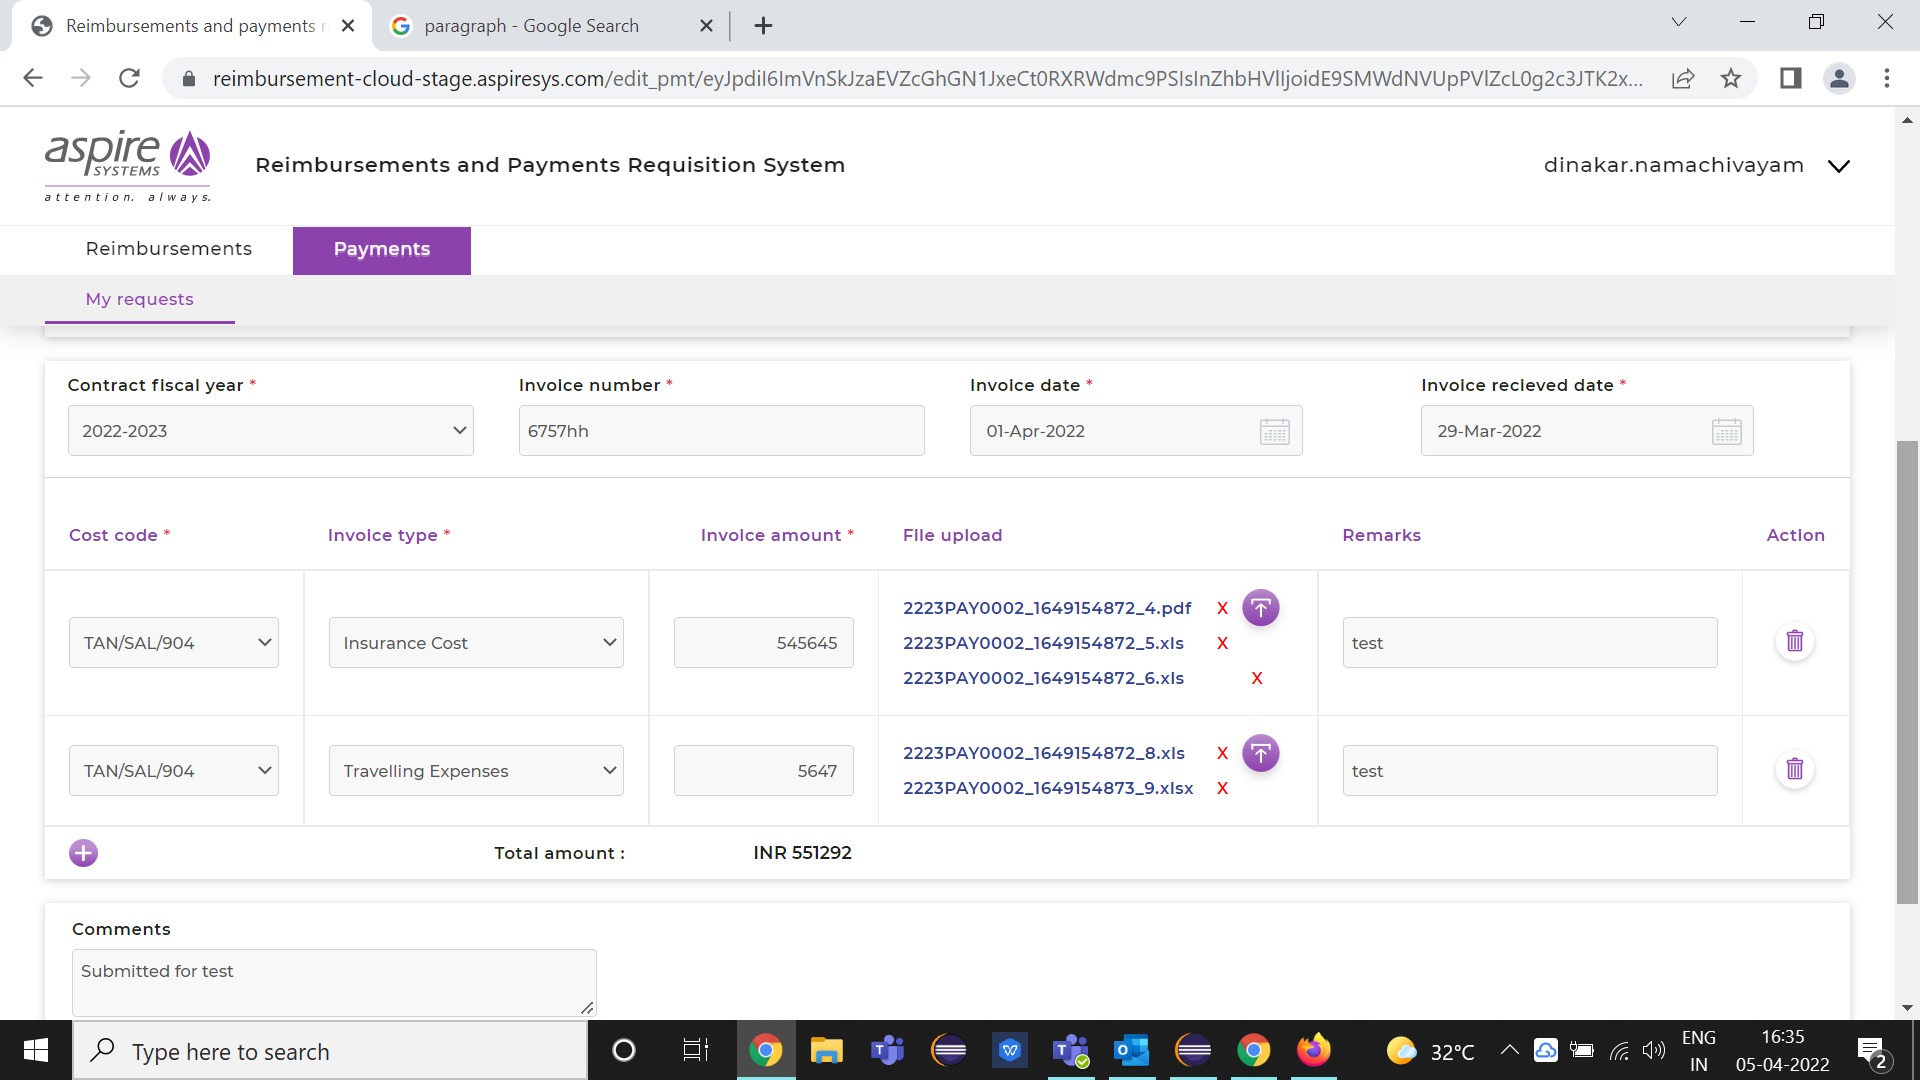 Reimbursements and payments r
paragraph - Google Search
reimbursement-cloud-stage.aspiresys.com/edit_pmt/eyJpdiI6ImVnSkJzaEVZcGhGN1JxeCt0RXRWdmc9PSIsInZhbHVlIjoidE9SMWdNVUpPVlZcL0g2c3JTK2x...
aspire
SYSTEMS
attention. always.
Reimbursements and Payments Requisition System
dinakar.namachivayam
Reimbursements
Payments
My requests
Contract fiscal year *
Invoice number *
Invoice date *
Invoice recieved date *
2022-2023
6757hh
01-Apr-2022
29-Mar-2022
Cost code *
Invoice type *
Invoice amount *
File upload
Remarks
Action
TAN/SAL/904
Insurance Cost
545645
2223PAY0002_1649154872_4.pdf X
2223PAY0002_1649154872_5.xls X
2223PAY0002_1649154872_6.xls X
test
TAN/SAL/904
Travelling Expenses
5647
2223PAY0002_1649154872_8.xls X
2223PAY0002_1649154873_9.xlsx X
test
Total amount :
INR 551292
Comments
Submitted for test
Type here to search
32°C
ENG
IN
16:35
05-04-2022
2